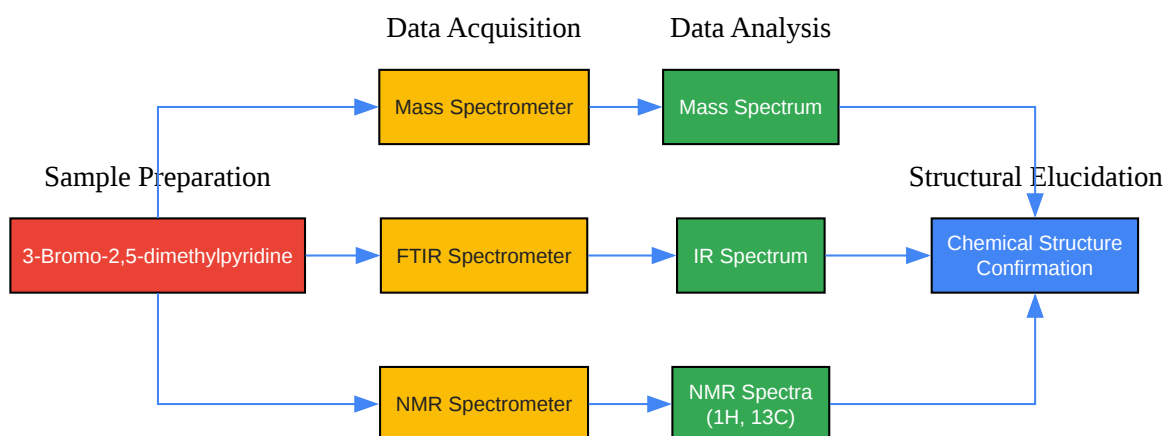 Data Acquisition
Data Analysis
Mass Spectrometer
Mass Spectrum
Sample Preparation
Structural Elucidation
3-Bromo-2,5-dimethylpyridine
FTIR Spectrometer
IR Spectrum
Chemical Structure
Confirmation
NMR Spectrometer
NMR Spectra
(1H, 13C)